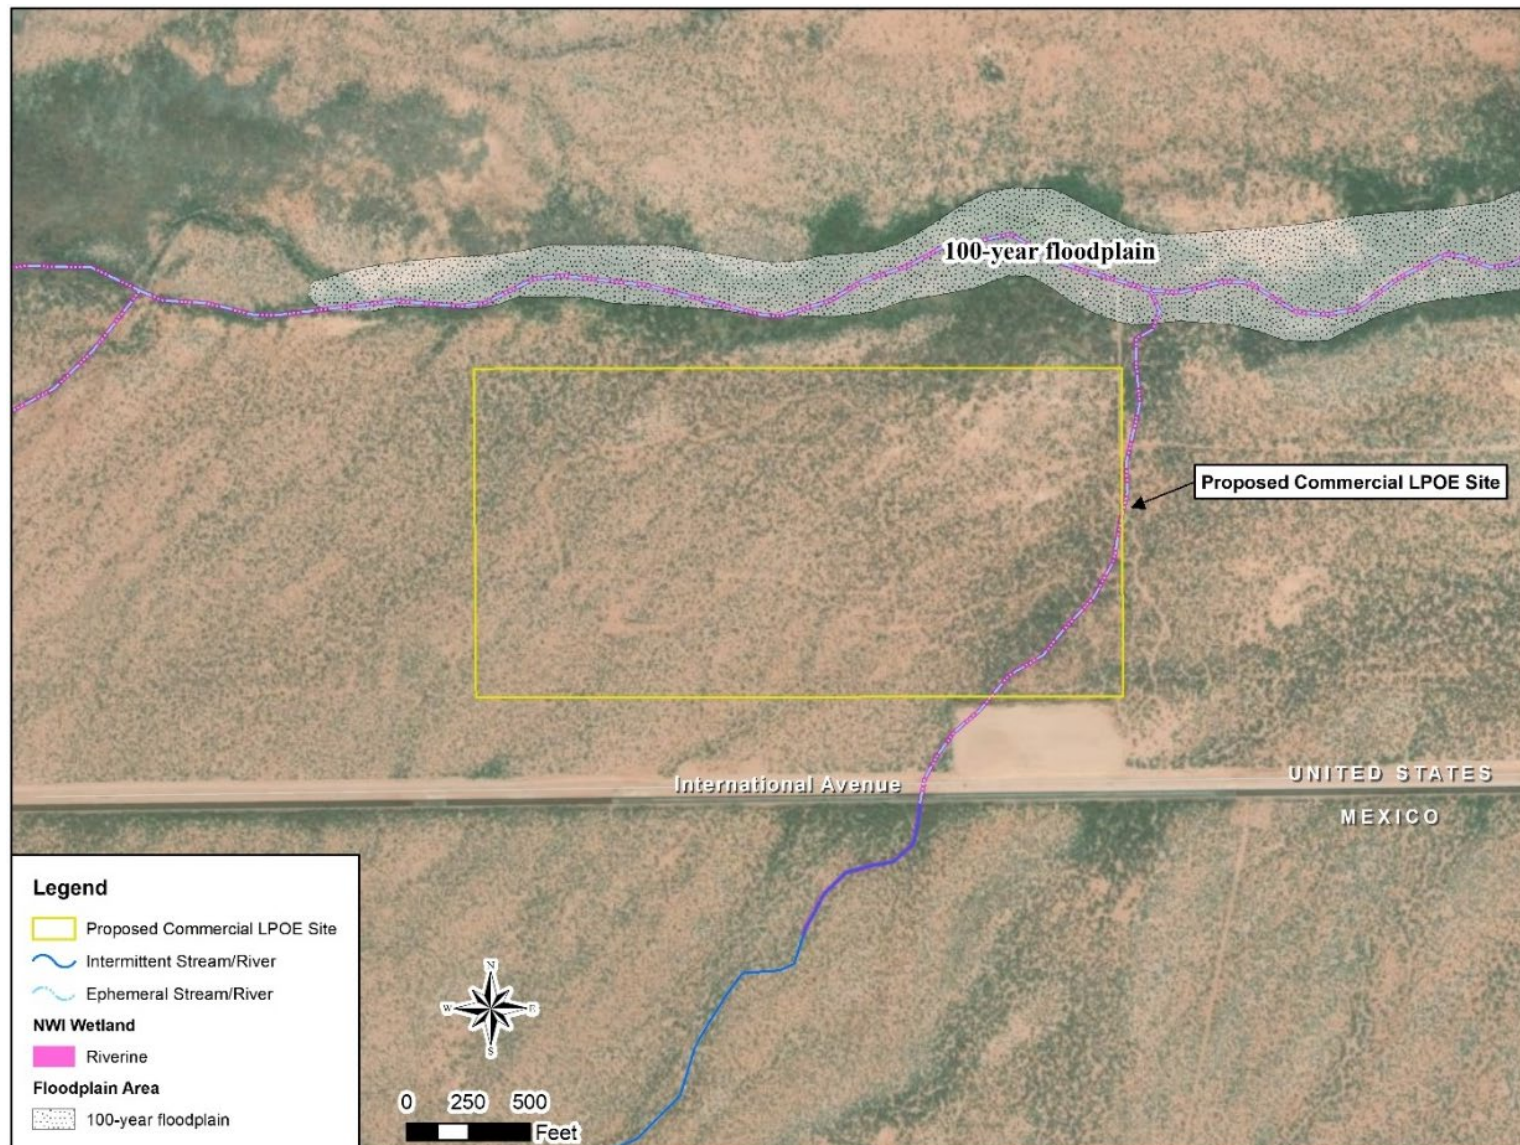 100-year floodplain
Proposed Commercial LPOE Site
International Avenue
UNITED STATES
MEXICO
Legend
Proposed Commercial LPOE Site
Intermittent Stream/River
Ephemeral Stream/River
NWI Wetland
Riverine
Floodplain Area
100-year floodplain
N
W E
S
0 250 500
Feet